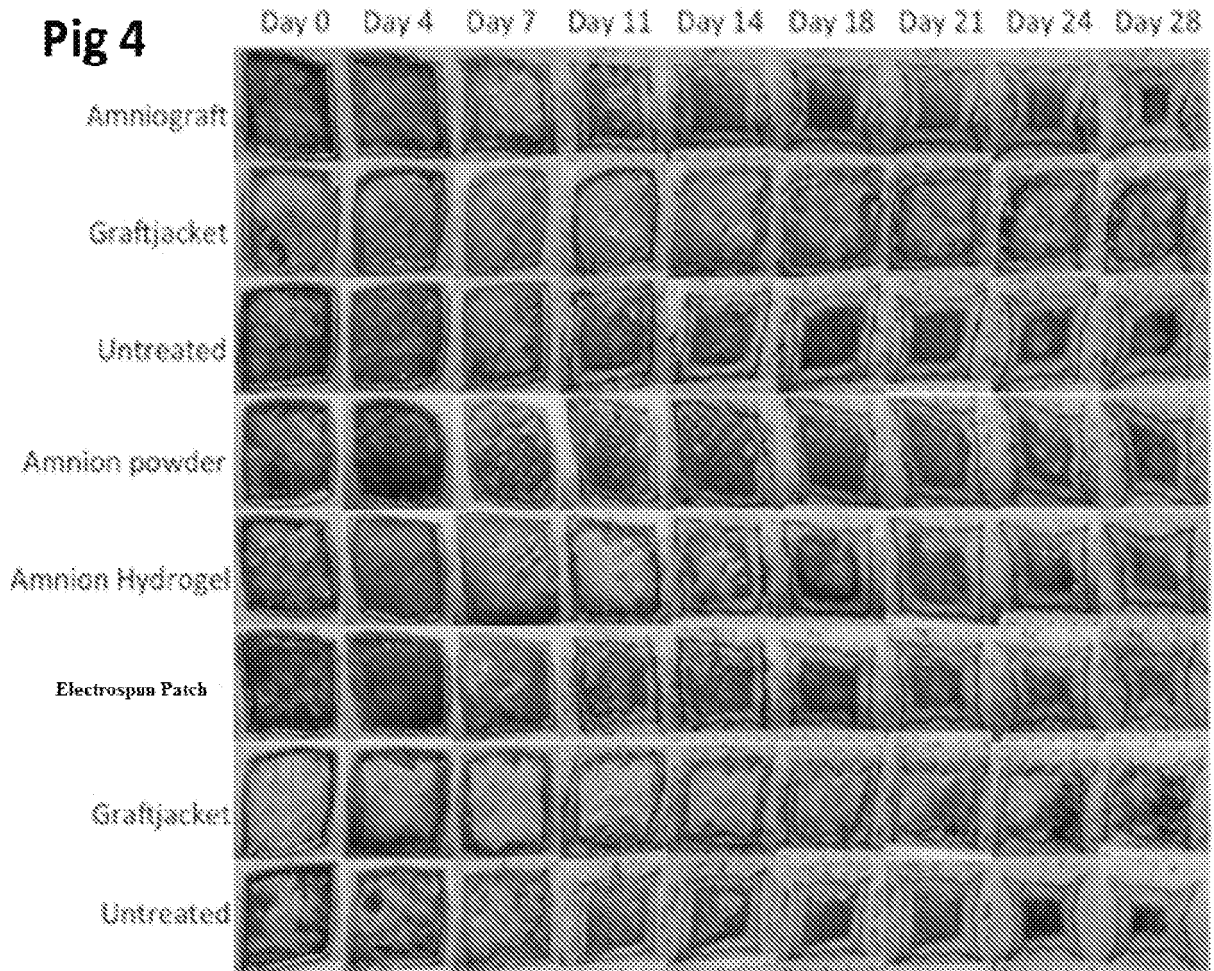 Pig 4
Day 0 Day 4 Day 7 Day 11 Day 14 Day 18 Day 21 Day 24 Day 28
Amniograft
Graftjacket
Untreated
Amnion powder
Amnion Hydrogel
Electrospun Patch
Graftjacket
Untreated